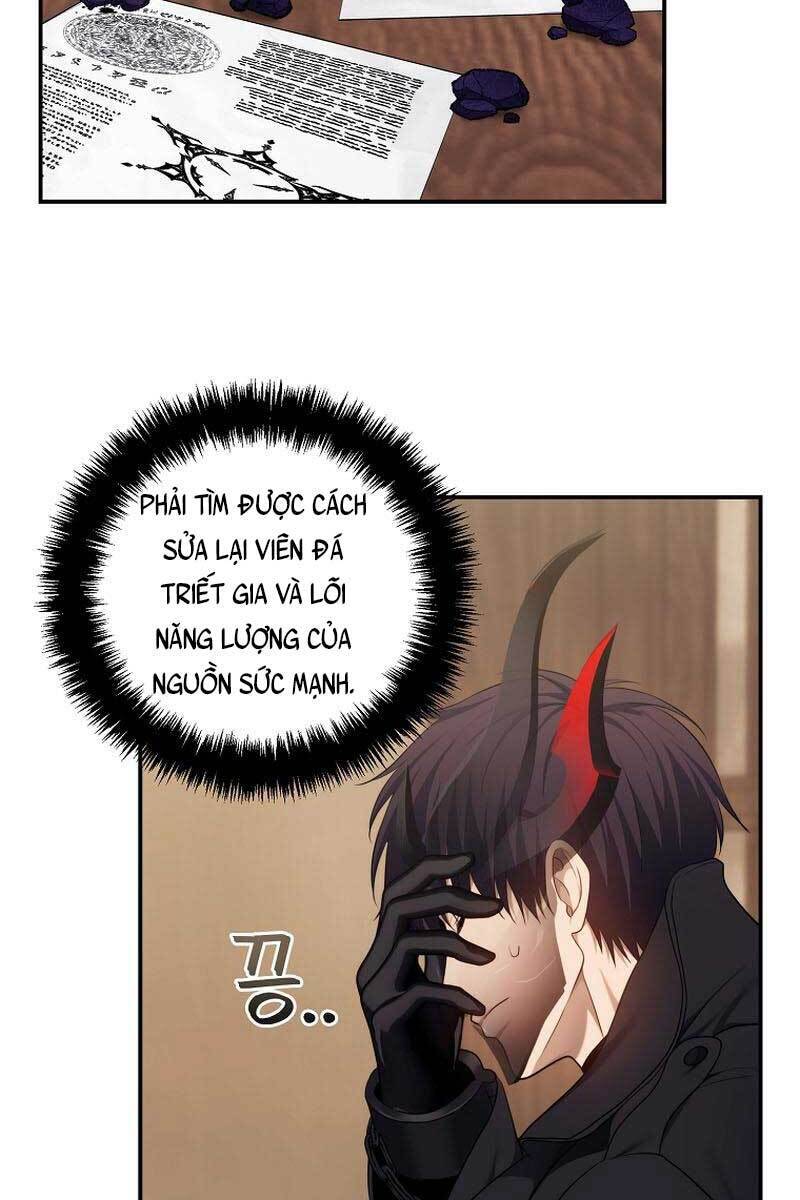 PHẢI TÌM ĐƯỢC CÁCH
SỬA LẠI VIÊN ĐÁ
TRIẾT GIA VÀ LÕI
NĂNG LƯỢNG CỦA
NGUỒN SỨC MẠNH.
끙..